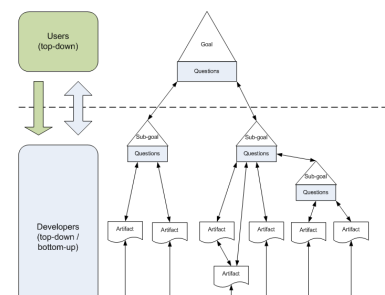 Users
(top-down)
Goal
Questions
Sub-goal
Questions
Sub-goal
Questions
Sub-goal
Questions
Developers
(top-down /
bottom-up)
Artifact
Artifact
Artifact
Artifact
Artifact
Artifact
Artifact